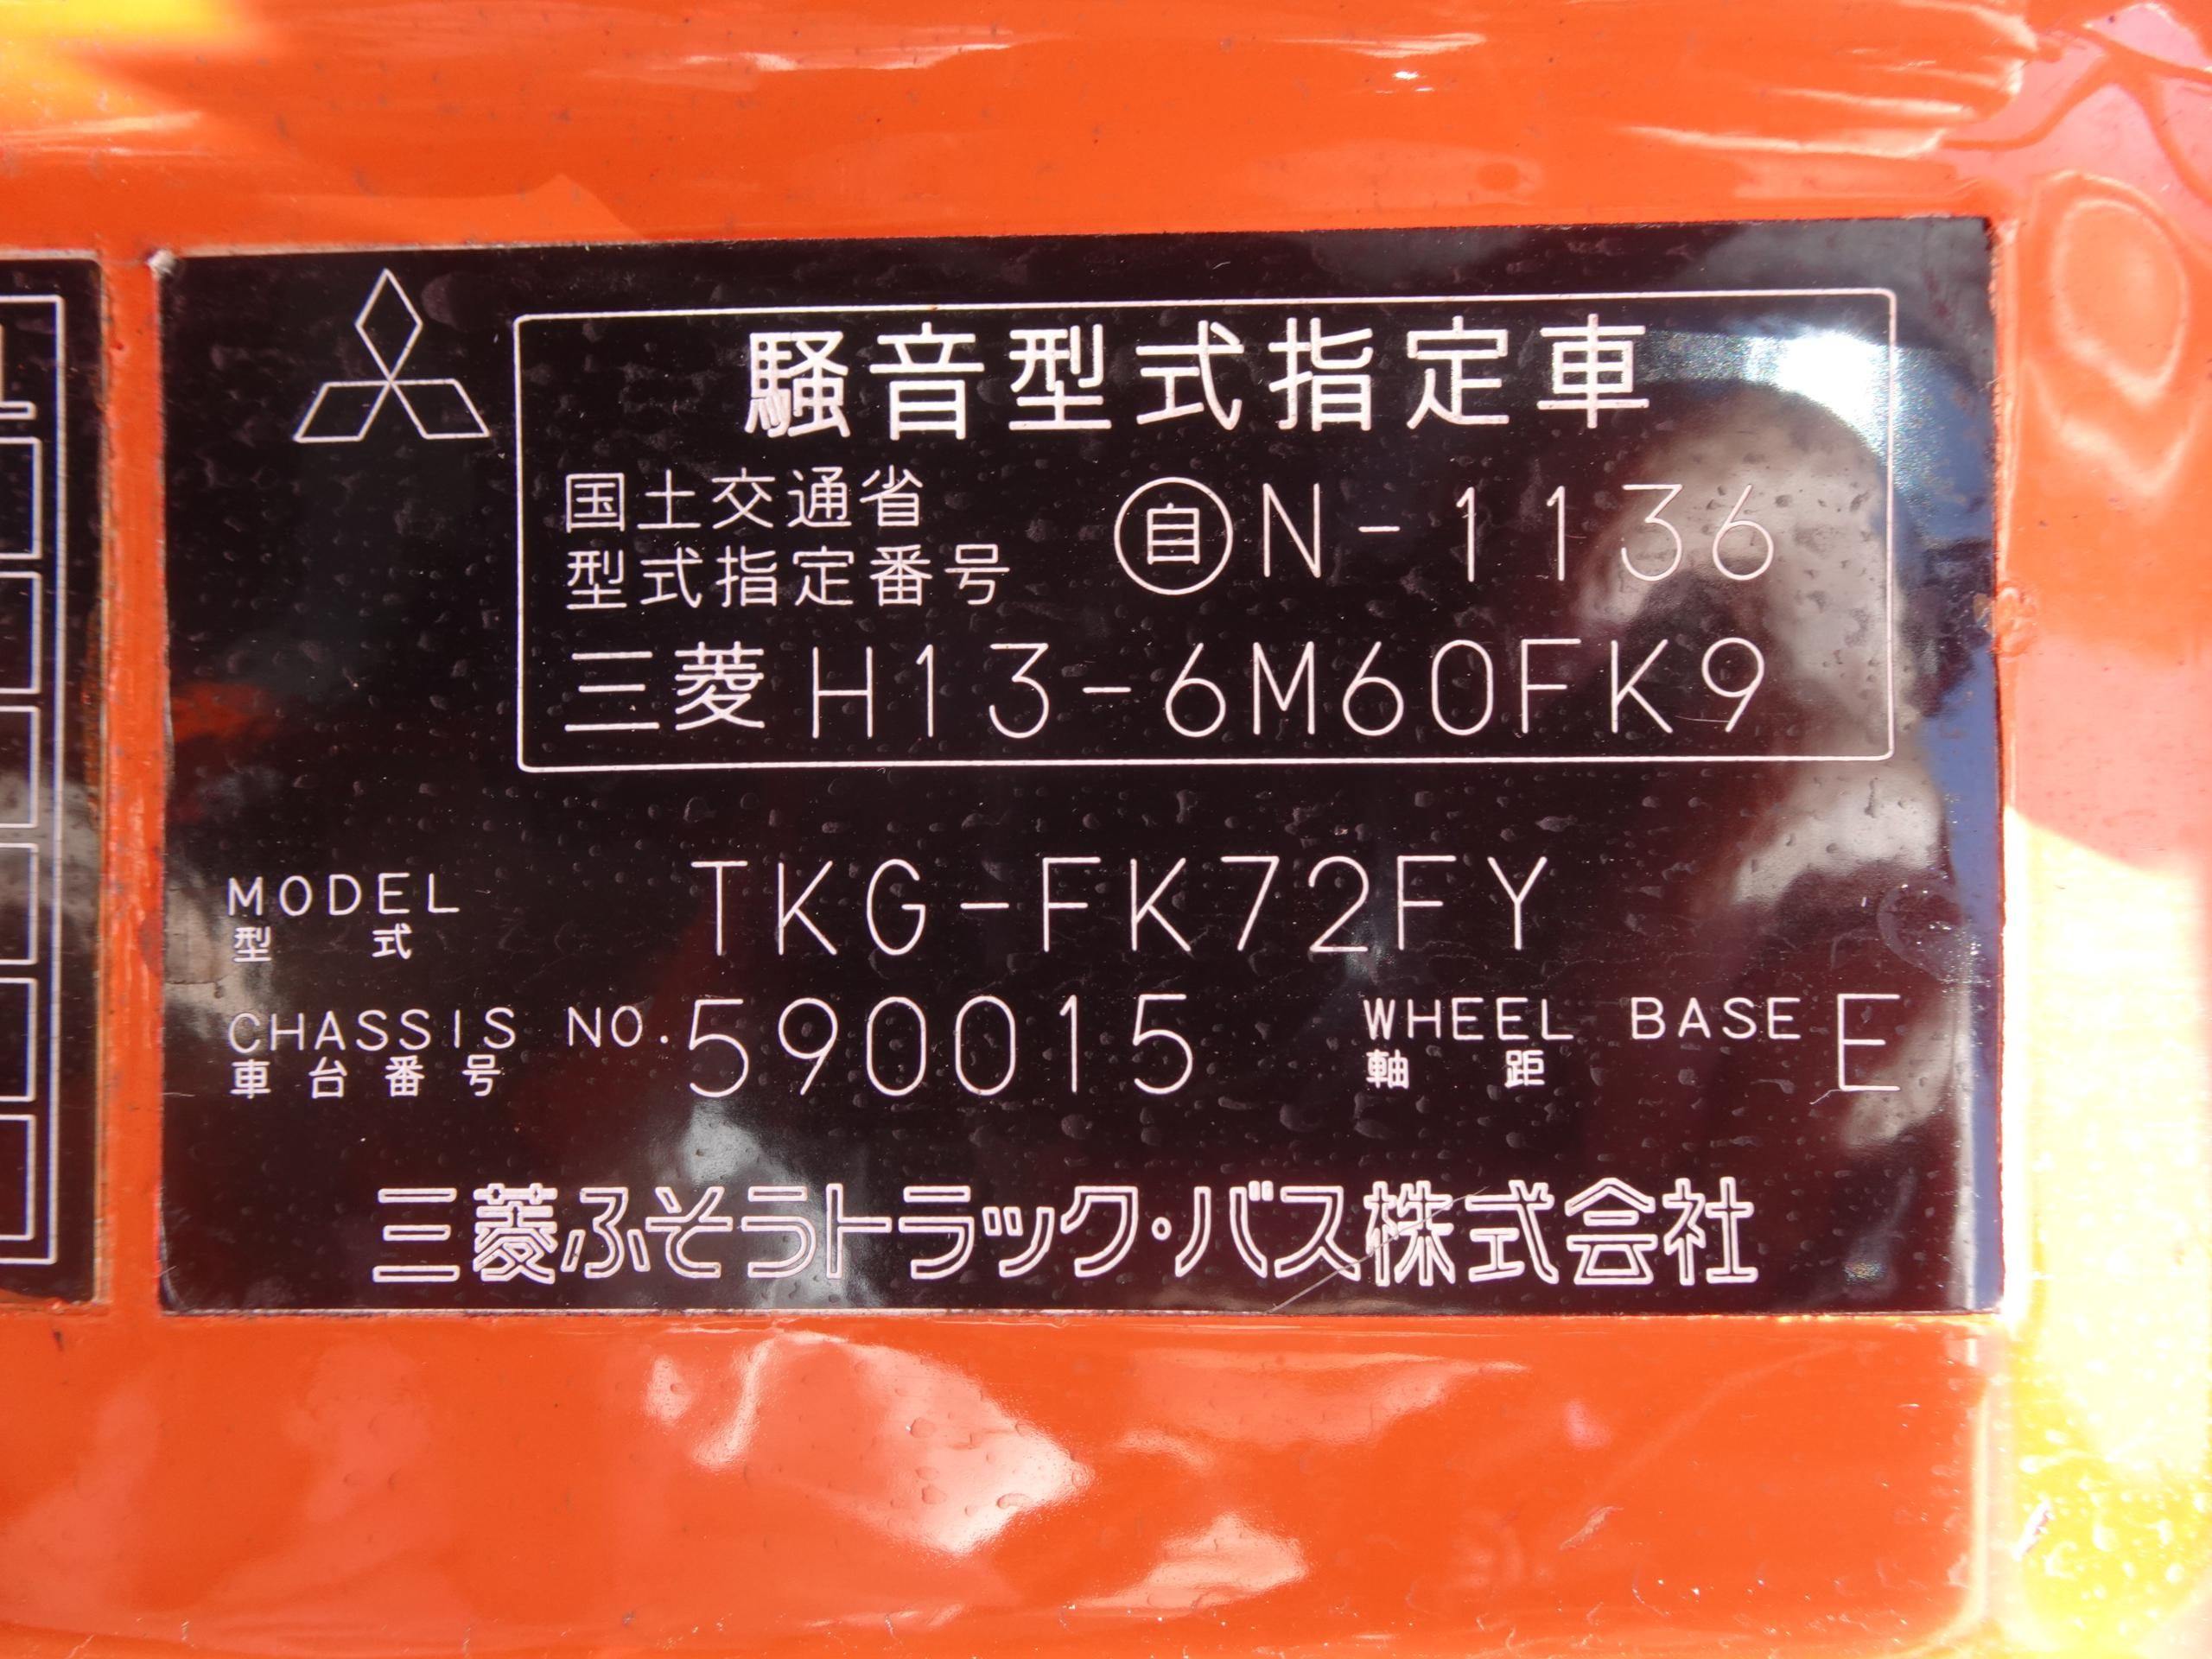 騒音型式指定車
国土交通省
型式指定番号
自 N-1136
三菱 H13-6M60FK9
MODEL TKG-FK72FY
型式
CHASSIS NO. 590015 WHEEL BASE E
車台番号 軸距
三菱ふそうトラック・バス株式会社